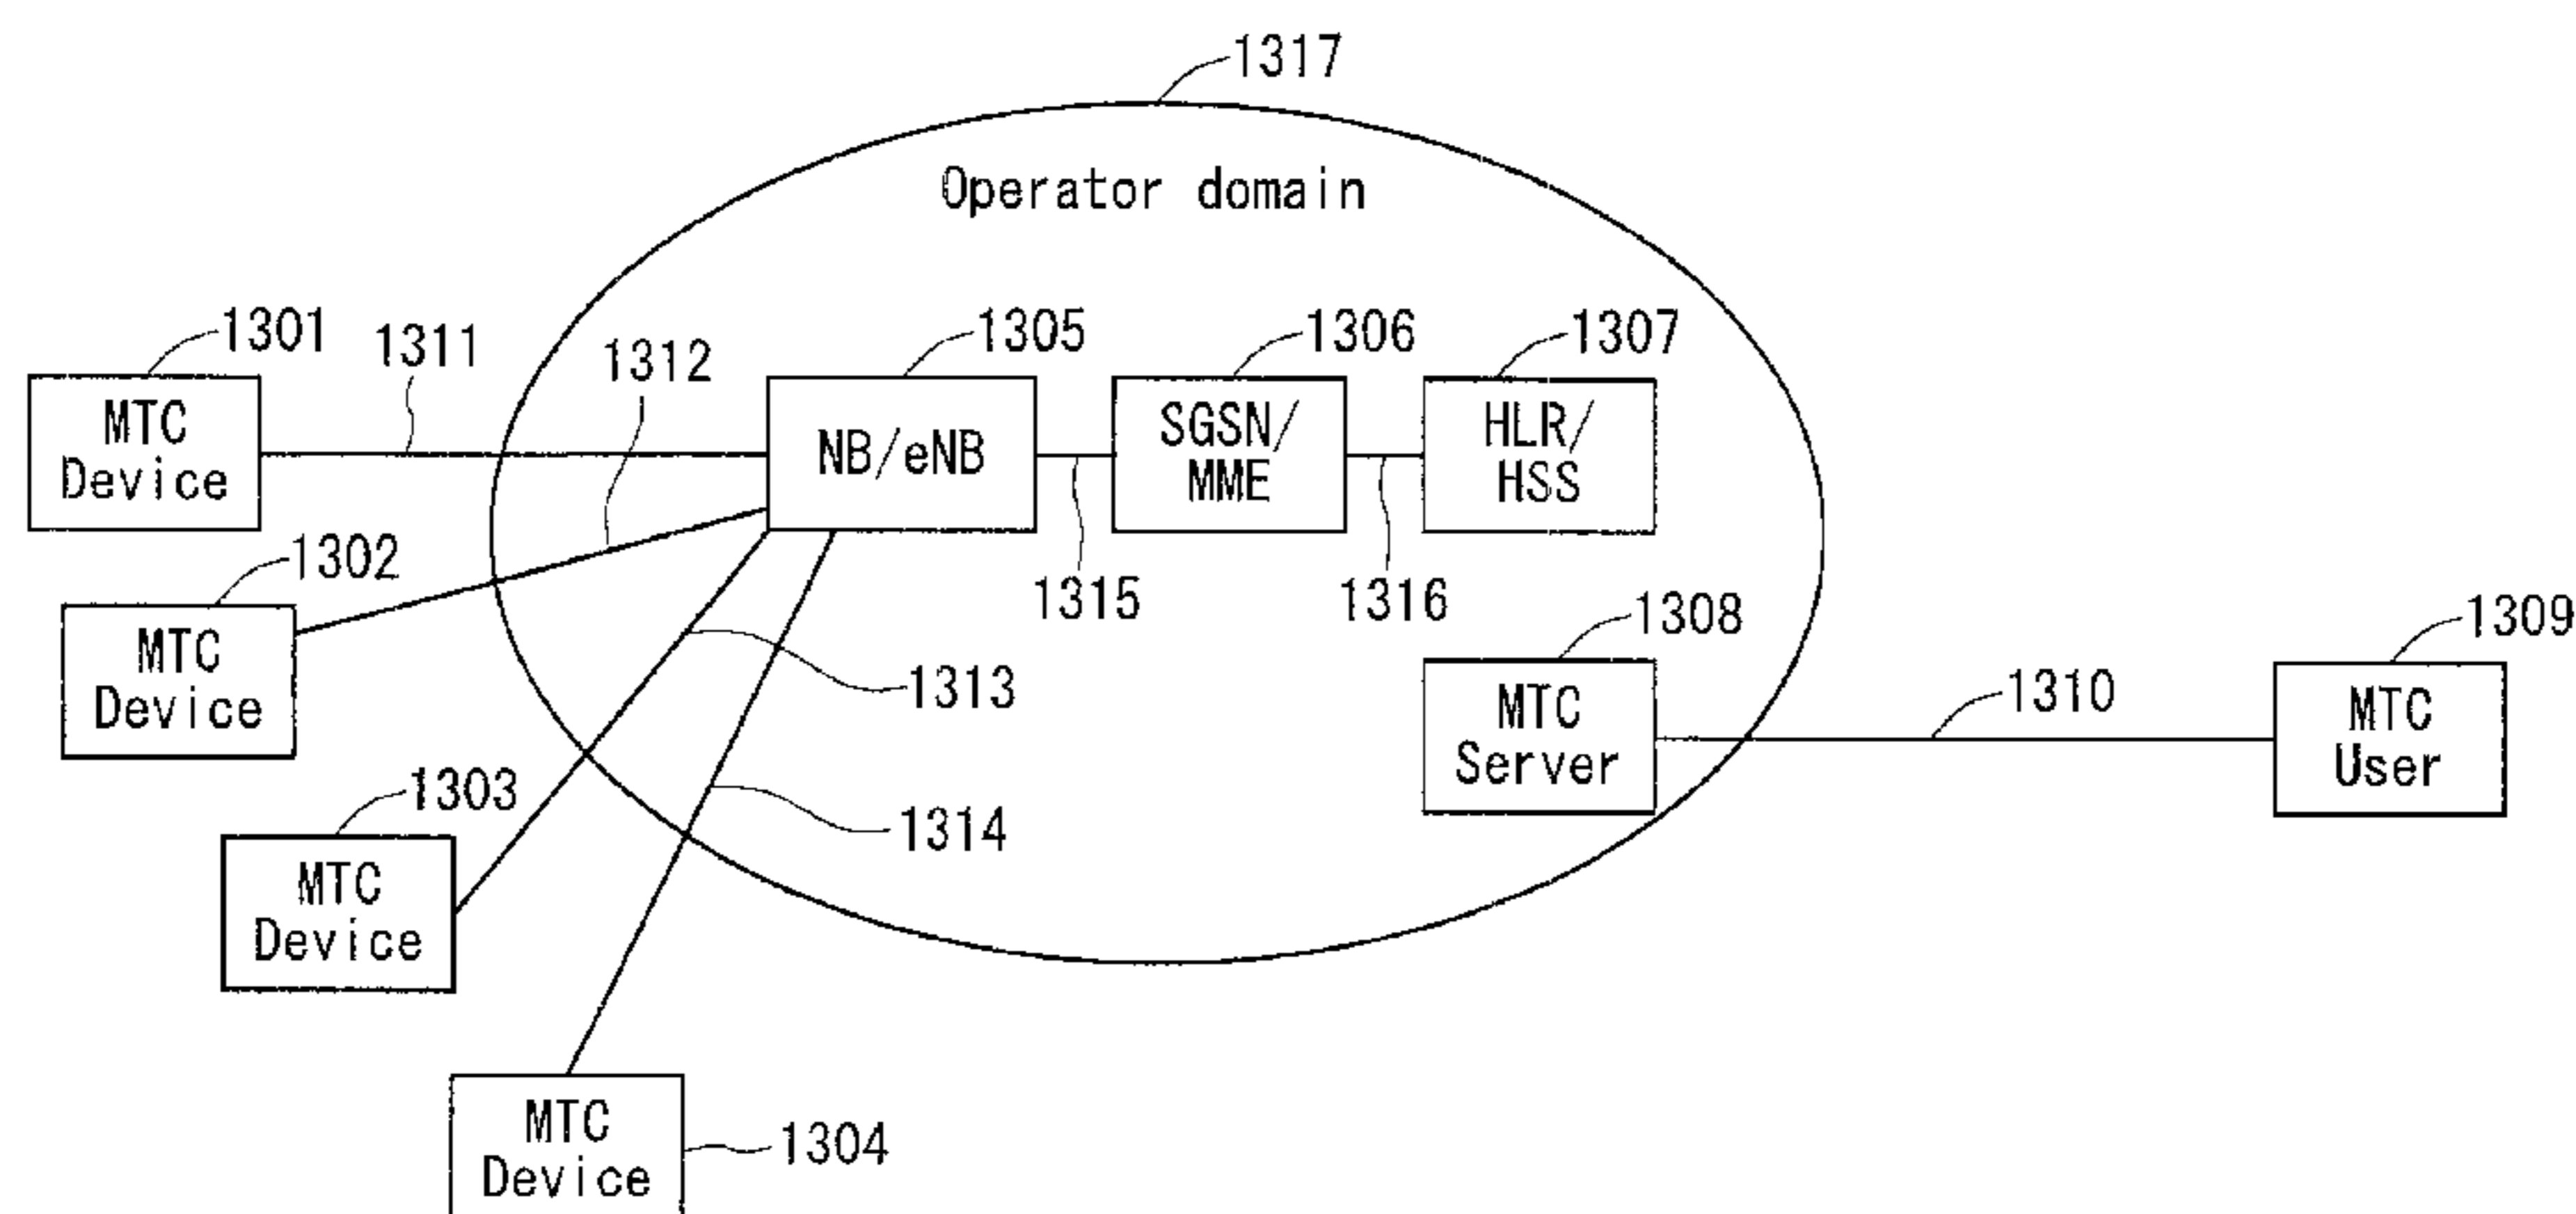 1317
Operator domain
1301
1311
1312
1305
1306
1307
MTC
Device
NB/eNB
SGSN/
MME
HLR/
HSS
1302
1315
1316
1308
1309
MTC
Device
1313
MTC
Server
1310
MTC
User
1303
1314
MTC
Device
MTC
Device
1304